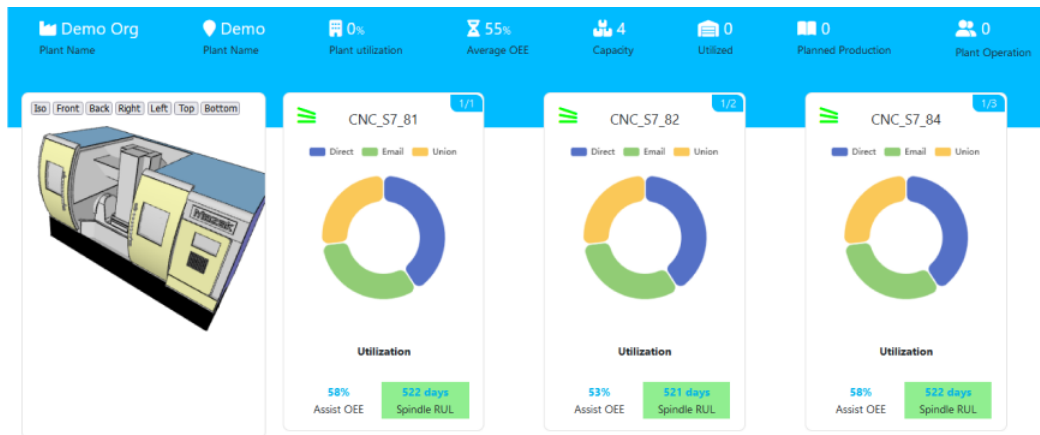 Demo Org
Plant Name
Demo
Plant Name
0%
Plant utilization
55%
Average OEE
4
Capacity
0
Utilized
0
Planned Production
0
Plant Operation
Iso Front Back Right Left Top Bottom
Mazak
1/1
CNC_S7_81
Direct Email Union
Utilization
58%
Assist OEE
522 days
Spindle RUL
1/2
CNC_S7_82
Direct Email Union
Utilization
53%
Assist OEE
521 days
Spindle RUL
1/3
CNC_S7_84
Direct Email Union
Utilization
58%
Assist OEE
522 days
Spindle RUL